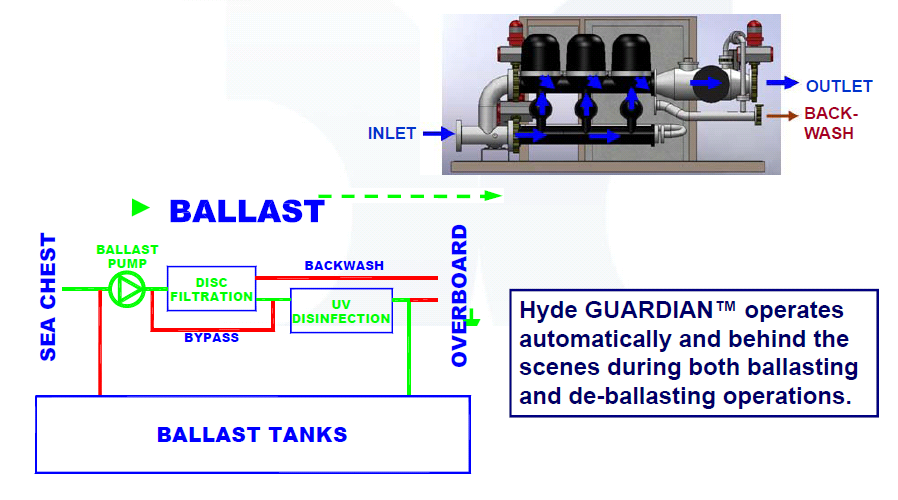 OUTLET
BACK-
WASH
INLET
BALLAST
BALLAST
PUMP
SEA CHEST
DISC
FILTRATION
BACKWASH
UV
DISINFECTION
BYPASS
OVERBOARD
BALLAST TANKS
Hyde GUARDIAN™ operates
automatically and behind the
scenes during both ballasting
and de-ballasting operations.